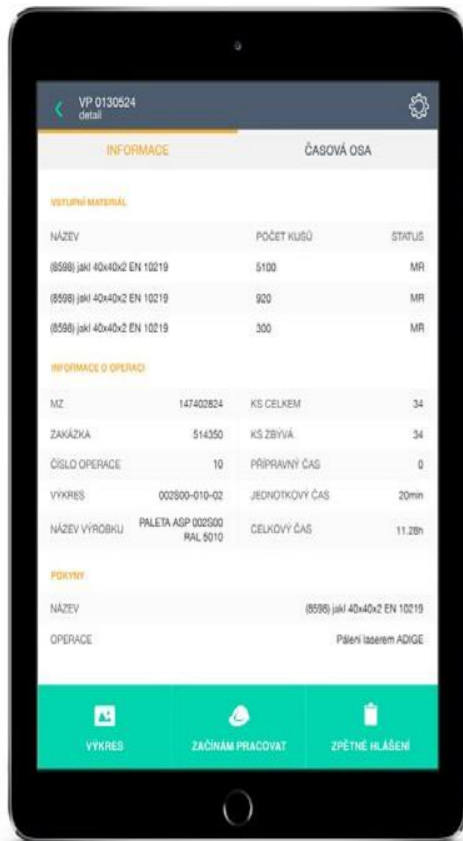 VP 0130524
detail
INFORMACE
ČASOVÁ OSA
VSTUPNÍ MATERIÁL
NÁZEV POČET KUSŮ STATUS
(8598) jakl 40x40x2 EN 10219 5100 MR
(8598) jakl 40x40x2 EN 10219 920 MR
(8598) jakl 40x40x2 EN 10219 300 MR
INFORMACE O OPERACI
MZ 147402824 KS CELKEM 34
ZAKÁZKA 514350 KS ZBÝVÁ 34
ČÍSLO OPERACE 10 PŘÍPRAVNÝ ČAS 0
VÝKRES 002S00-010-02 JEDNOTKOVÝ ČAS 20min
NÁZEV VÝROBKU PALETA ASP 002S00 CELKOVÝ ČAS 11.28h
RAL 5010
POKYNY
NÁZEV (8598) jakl 40x40x2 EN 10219
OPERACE Pálení laserem ADIGE
VÝKRES ZAČÍNÁM PRACOVAT ZPĚTNÉ HLÁŠENÍ